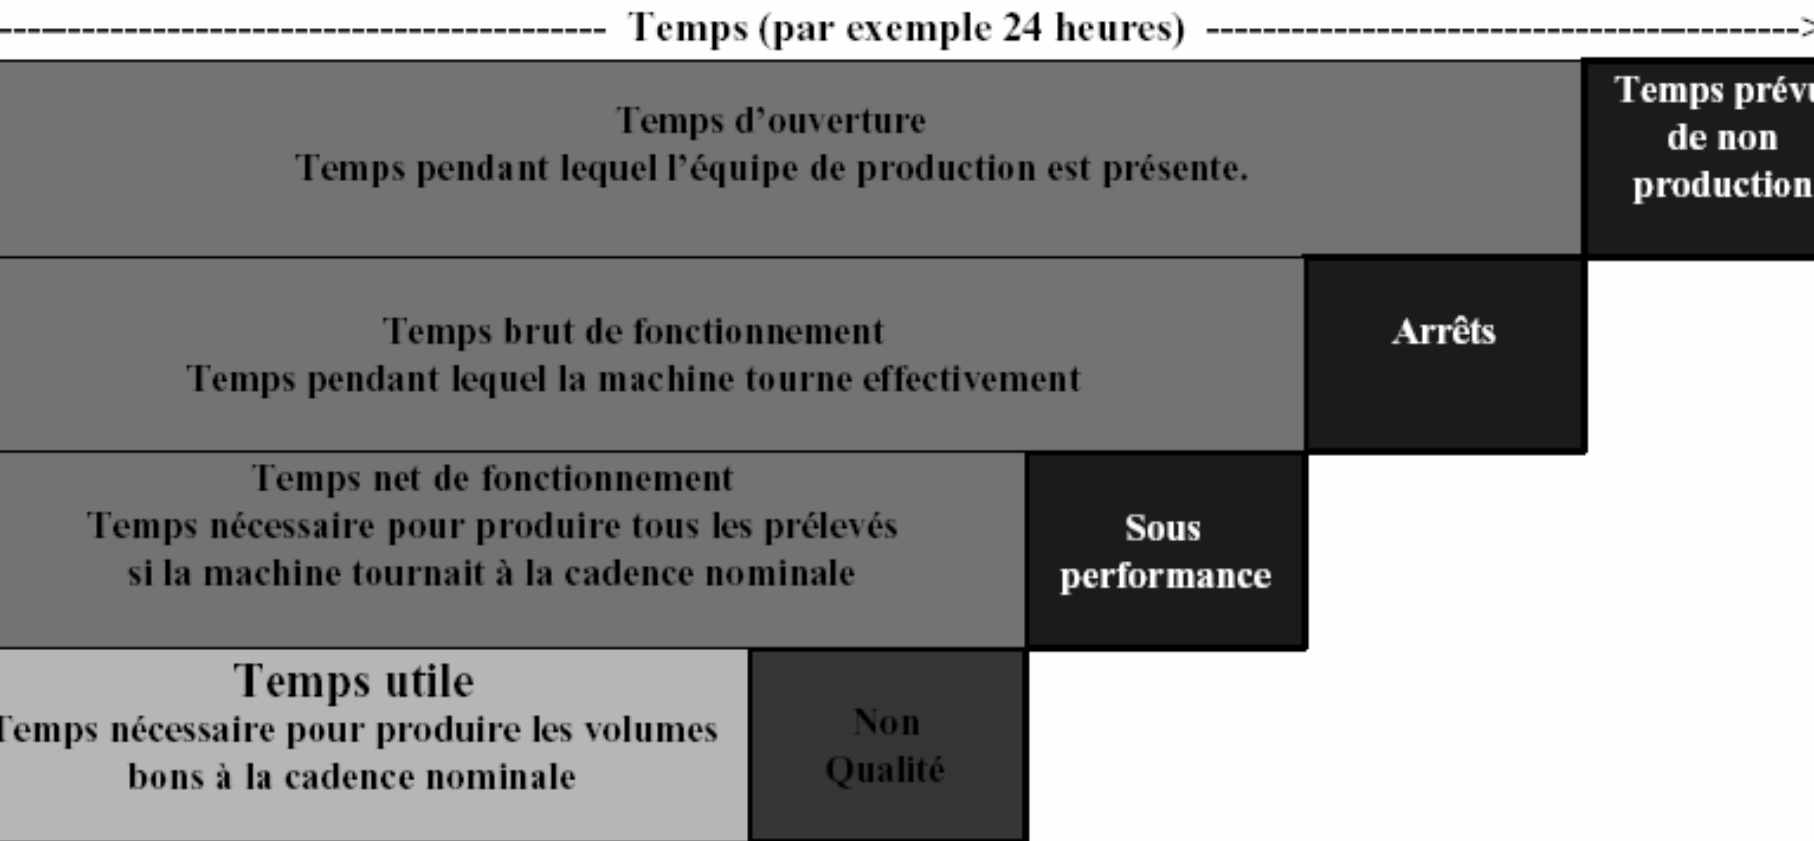 Temps (par exemple 24 heures)
Temps d'ouverture
Temps pendant lequel l'équipe de production est présente.
Temps prévu
de non
production
Temps brut de fonctionnement
Temps pendant lequel la machine tourne effectivement
Arrêts
Temps net de fonctionnement
Temps nécessaire pour produire tous les prélevés
si la machine tournait à la cadence nominale
Sous
performance
Temps utile
Temps nécessaire pour produire les volumes
bons à la cadence nominale
Non
Qualité